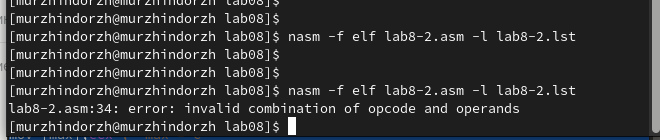 [murzhindorzh@murzhindorzh lab08]$
[murzhindorzh@murzhindorzh lab08]$
[murzhindorzh@murzhindorzh lab08]$ nasm -f elf lab8-2.asm -l lab8-2.lst
[murzhindorzh@murzhindorzh lab08]$
[murzhindorzh@murzhindorzh lab08]$
[murzhindorzh@murzhindorzh lab08]$ nasm -f elf lab8-2.asm -l lab8-2.lst
lab8-2.asm:34: error: invalid combination of opcode and operands
[murzhindorzh@murzhindorzh lab08]$